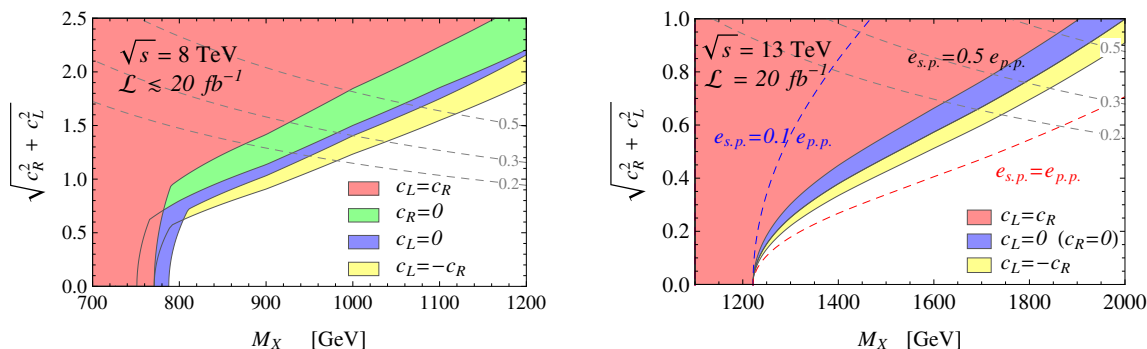 √s = 8 TeV
ℒ ≲ 20 fb⁻¹
2.5
2.0
1.5
1.0
0.5
0.0
√c_R² + c_L²
0.5
0.3
0.2
c_L=c_R
c_R=0
c_L=0
c_L=−c_R
700
800
900
1000
1100
1200
M_X [GeV]
√s = 13 TeV
ℒ = 20 fb⁻¹
1.0
0.8
0.6
0.4
0.2
0.0
√c_R² + c_L²
e_s.p.=0.5 e_p.p.
e_s.p.=0.1 e_p.p.
e_s.p.=e_p.p.
0.5
0.3
0.2
c_L=c_R
c_L=0 (c_R=0)
c_L=−c_R
1200
1400
1600
1800
2000
M_X [GeV]